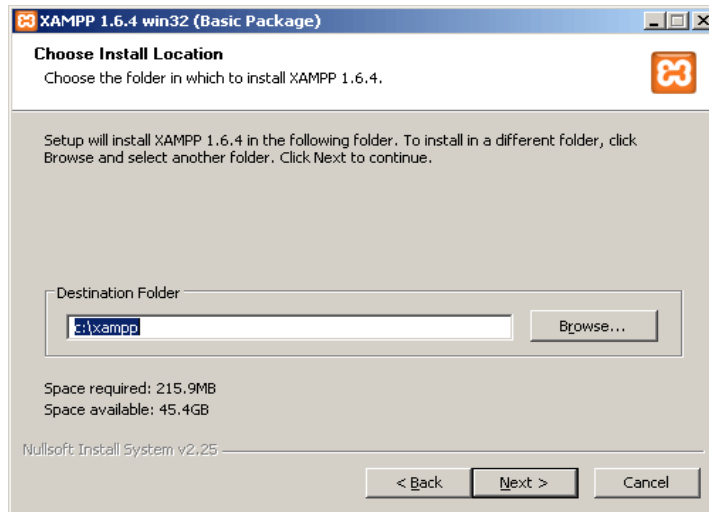 XAMPP 1.6.4 win32 (Basic Package)
Choose Install Location
Choose the folder in which to install XAMPP 1.6.4.
Setup will install XAMPP 1.6.4 in the following folder. To install in a different folder, click
Browse and select another folder. Click Next to continue.
Destination Folder
c:\xampp
Browse...
Space required: 215.9MB
Space available: 45.4GB
Nullsoft Install System v2.25
< Back
Next >
Cancel